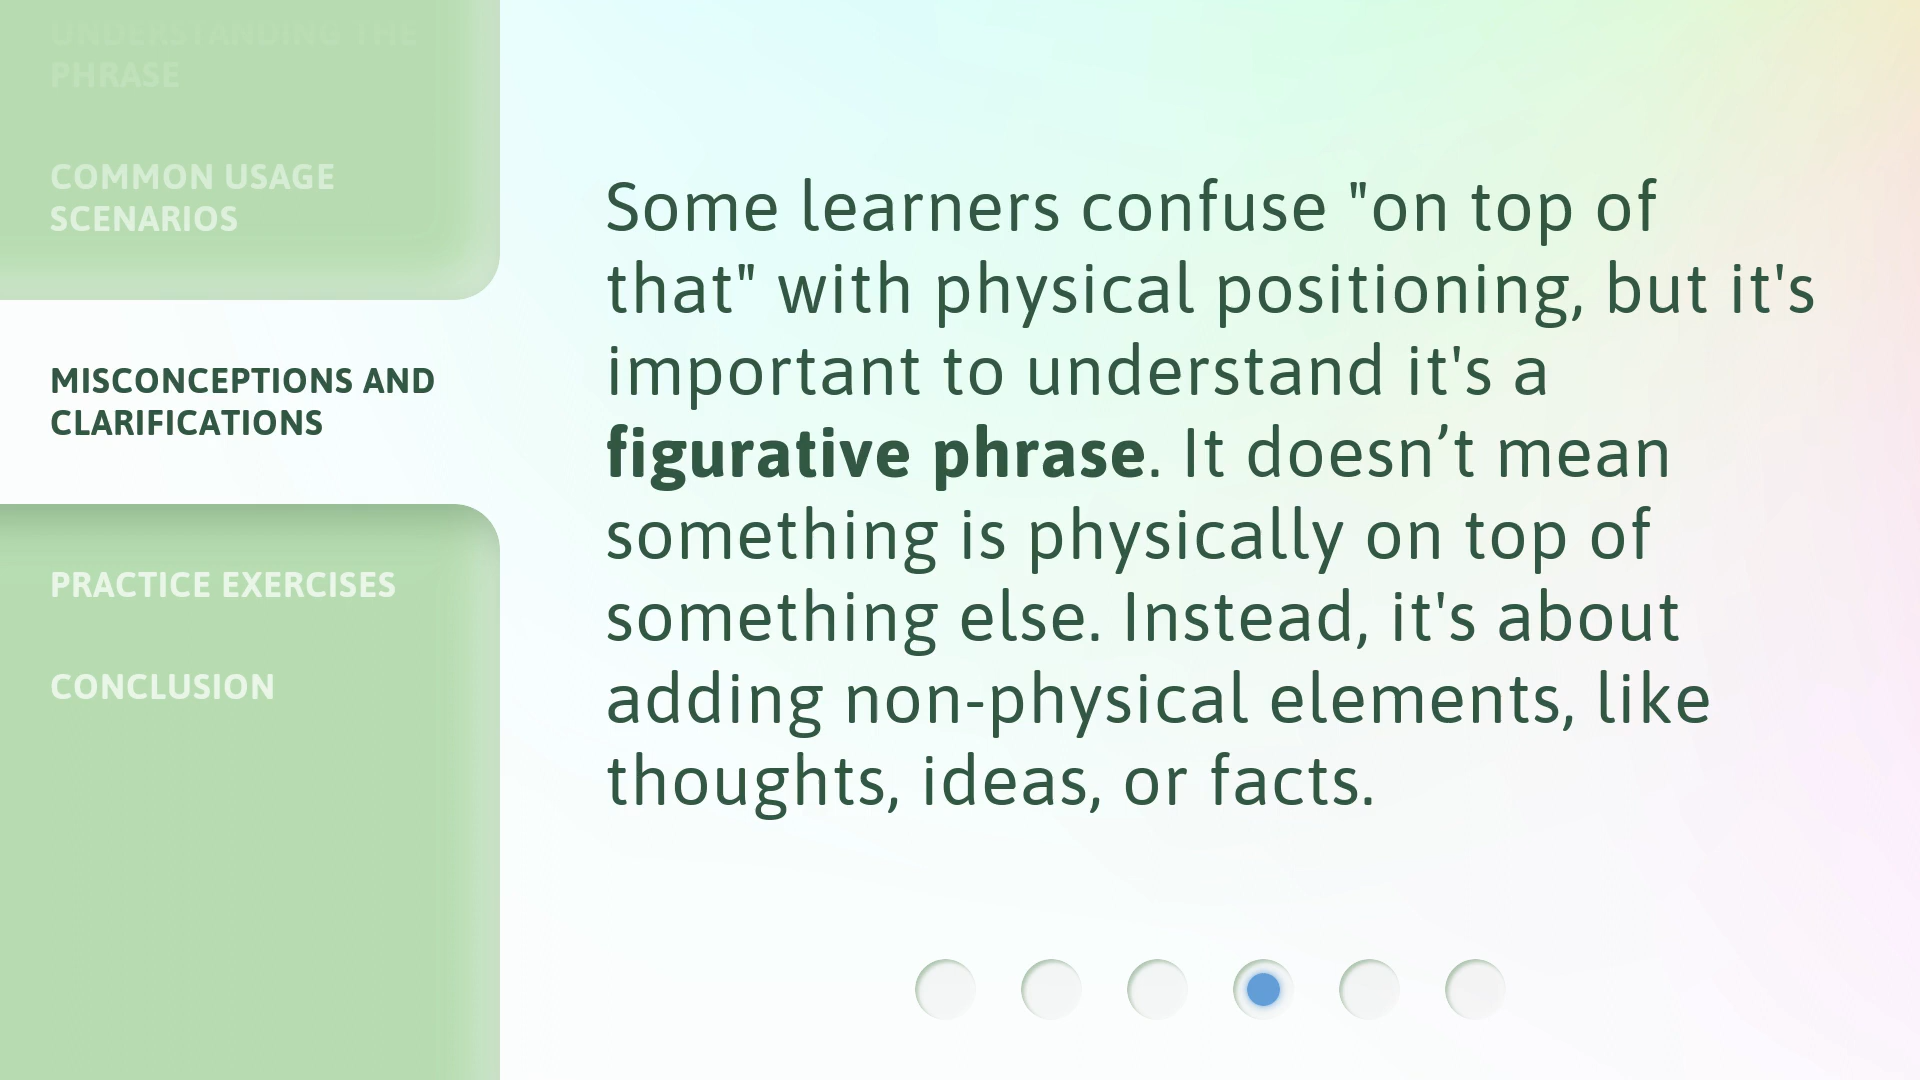 UNDERSTANDING THE
PHRASE
COMMON USAGE
SCENARIOS
MISCONCEPTIONS AND
CLARIFICATIONS
PRACTICE EXERCISES
CONCLUSION
Some learners confuse "on top of
that" with physical positioning, but it's
important to understand it's a
figurative phrase. It doesn’t mean
something is physically on top of
something else. Instead, it's about
adding non-physical elements, like
thoughts, ideas, or facts.